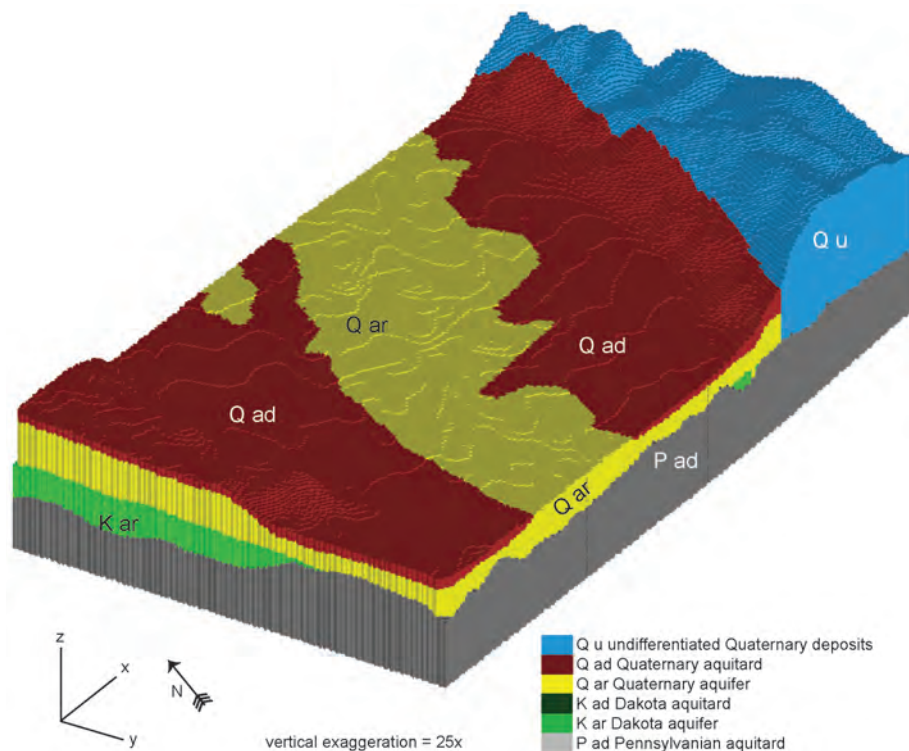 Q u
Q ar
Q ad
Q ad
P ad
Q ar
K ar
z
x
N
y
vertical exaggeration = 25x
Q u undifferentiated Quaternary deposits
Q ad Quaternary aquitard
Q ar Quaternary aquifer
K ad Dakota aquitard
K ar Dakota aquifer
P ad Pennsylvanian aquitard